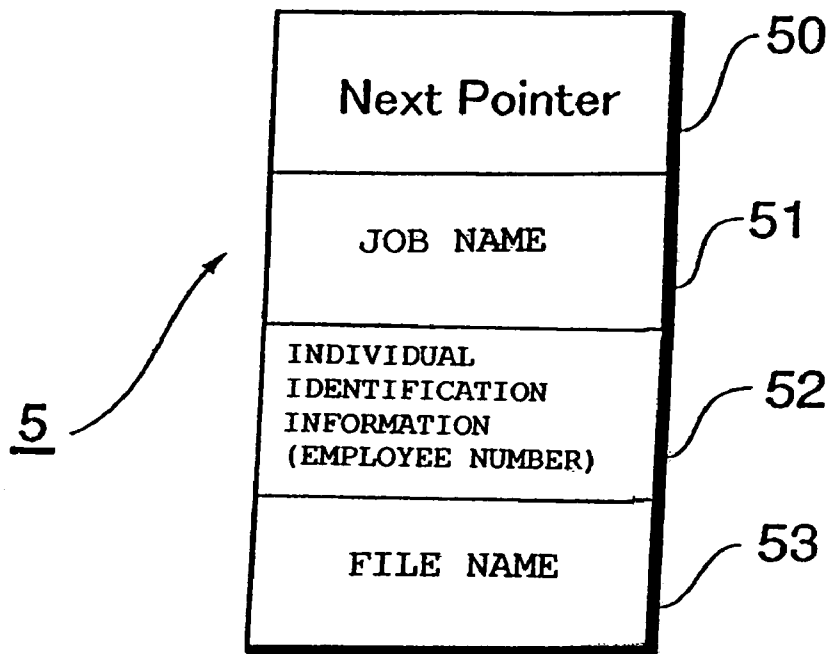 50
Next Pointer
51
JOB NAME
INDIVIDUAL
IDENTIFICATION
INFORMATION
(EMPLOYEE NUMBER)
52
5
53
FILE NAME